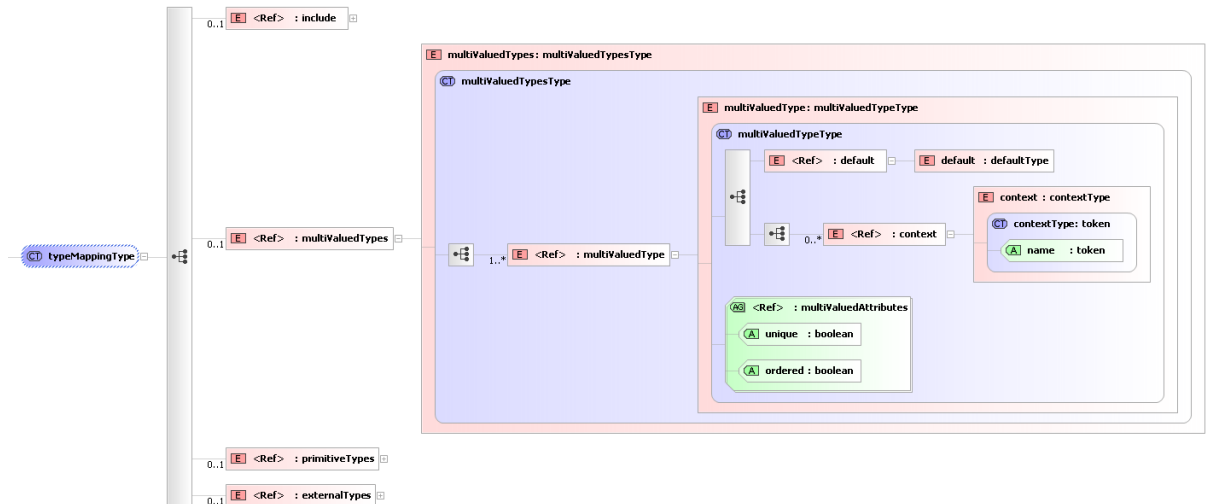 0..1 E <Ref> : include
E multiValuedTypes: multiValuedTypesType
CT multiValuedTypesType
E multiValuedType: multiValuedTypeType
CT multiValuedTypeType
E <Ref> : default
E default : defaultType
E context : contextType
CT contextType: token
A name : token
0..* E <Ref> : context
0..1 E <Ref> : multiValuedTypes
1..* E <Ref> : multiValuedType
CT typeMappingType
AG <Ref> : multiValuedAttributes
A unique : boolean
A ordered : boolean
0..1 E <Ref> : primitiveTypes
0..1 E <Ref> : externalTypes